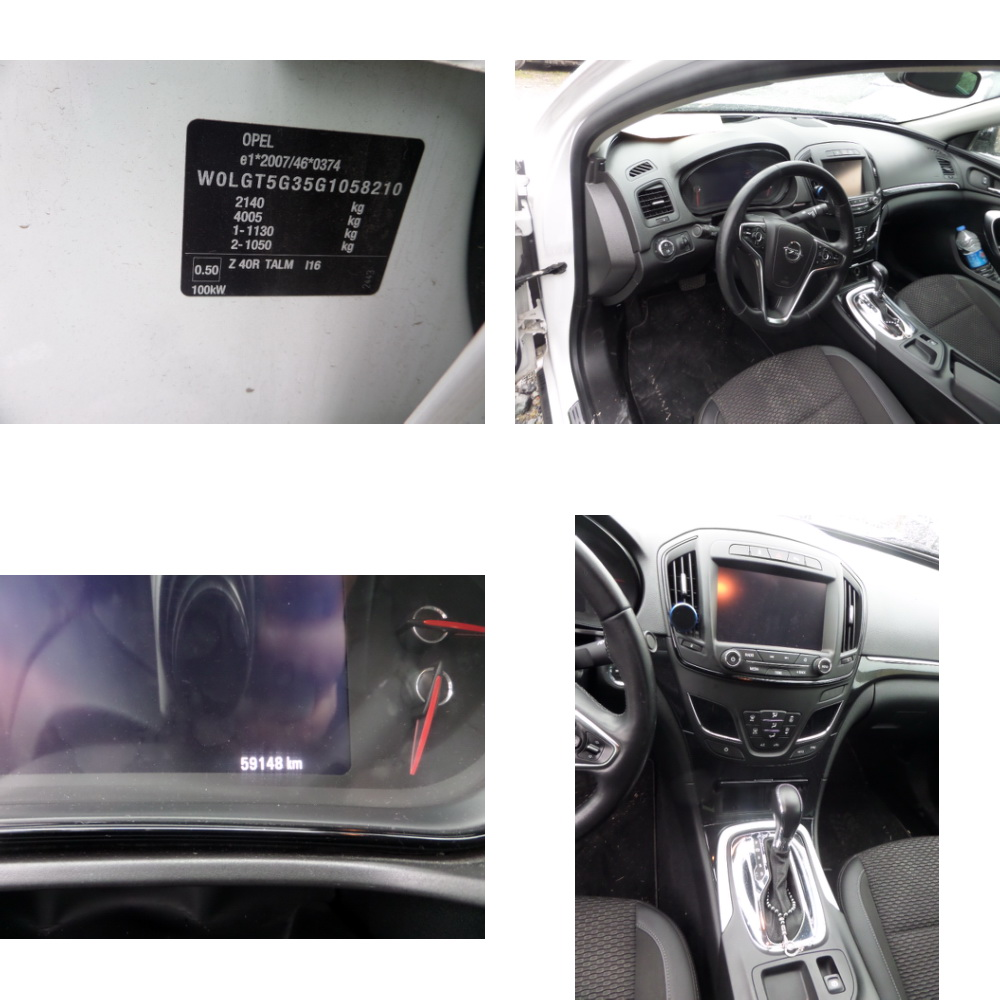 OPEL
e1*2007/46*0374
W0LGT5G35G1058210
2140 kg
4005 kg
1-1130 kg
2-1050 kg
0.50 Z 40R TALM I16
100kW
2443
59148 km